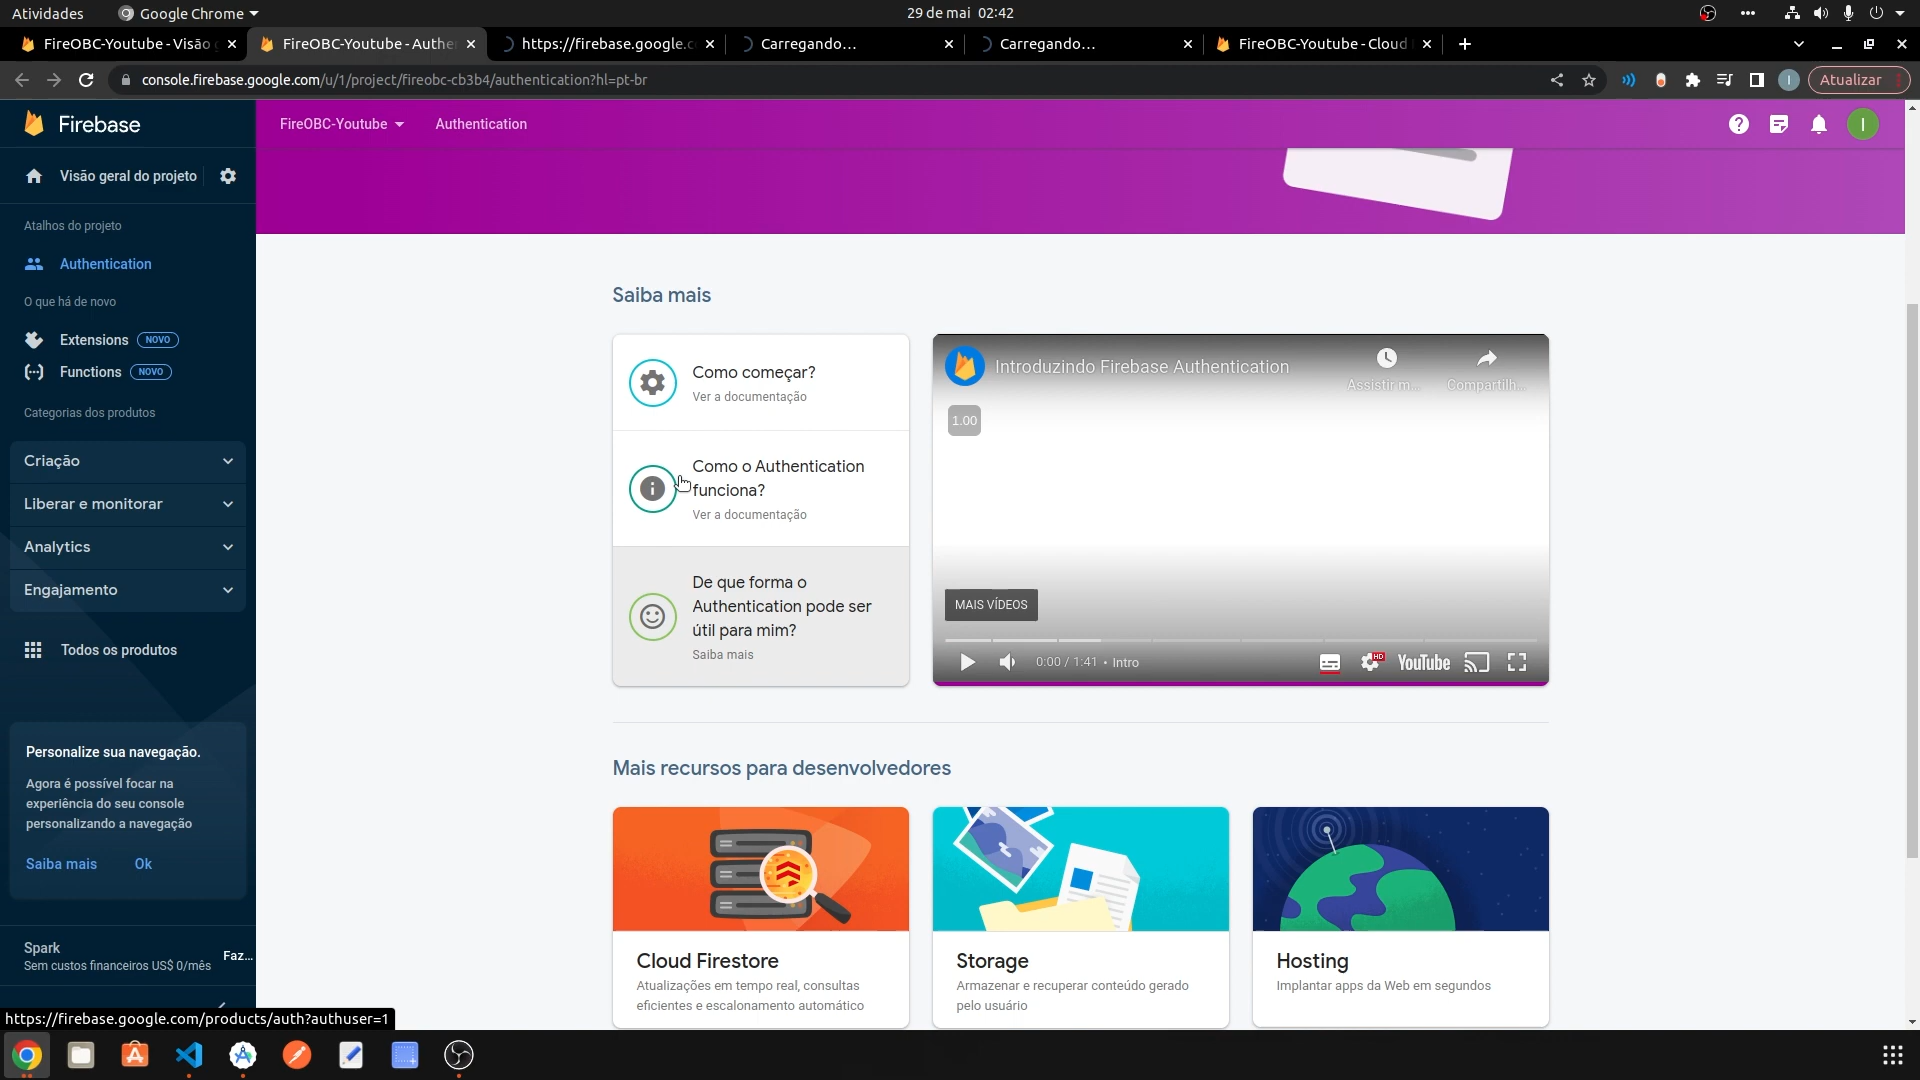 Atividades
Google Chrome
29 de mai 02:42
FireOBC-Youtube - Visão
FireOBC-Youtube - Authe
https://firebase.google.c
Carregando...
Carregando...
FireOBC-Youtube - Cloud
console.firebase.google.com/u/1/project/fireobc-cb3b4/authentication?hl=pt-br
I
Atualizar
Firebase
FireOBC-Youtube
Authentication
I
Visão geral do projeto
Atalhos do projeto
Authentication
O que há de novo
Extensions NOVO
Functions NOVO
Categorias dos produtos
Criação
Liberar e monitorar
Analytics
Engajamento
Todos os produtos
Personalize sua navegação.
Agora é possível focar na
experiência do seu console
personalizando a navegação
Saiba mais
Ok
Spark
Sem custos financeiros US$ 0/mês
Faz...
https://firebase.google.com/products/auth?authuser=1
Saiba mais
Como começar?
Ver a documentação
Como o Authentication
funciona?
Ver a documentação
De que forma o
Authentication pode ser
útil para mim?
Saiba mais
Introduzindo Firebase Authentication
Assistir m...
Compartilh...
1.00
MAIS VÍDEOS
0:00 / 1:41 • Intro
HD
YouTube
Mais recursos para desenvolvedores
Cloud Firestore
Atualizações em tempo real, consultas
eficientes e escalonamento automático
Storage
Armazenar e recuperar conteúdo gerado
pelo usuário
Hosting
Implantar apps da Web em segundos